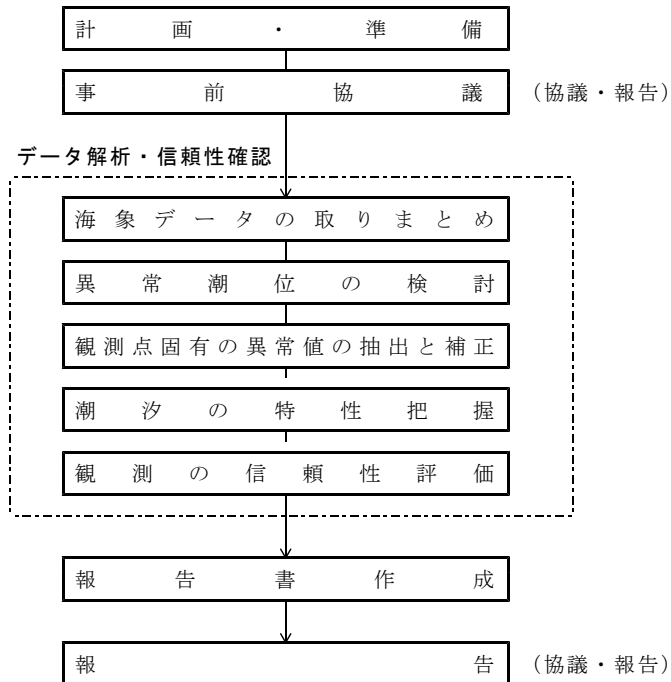 計画・準備
事前協議 (協議・報告)
データ解析・信頼性確認
海象データの取りまとめ
異常潮位の検討
観測点固有の異常値の抽出と補正
潮汐の特性把握
観測の信頼性評価
報告書作成
報告 (協議・報告)